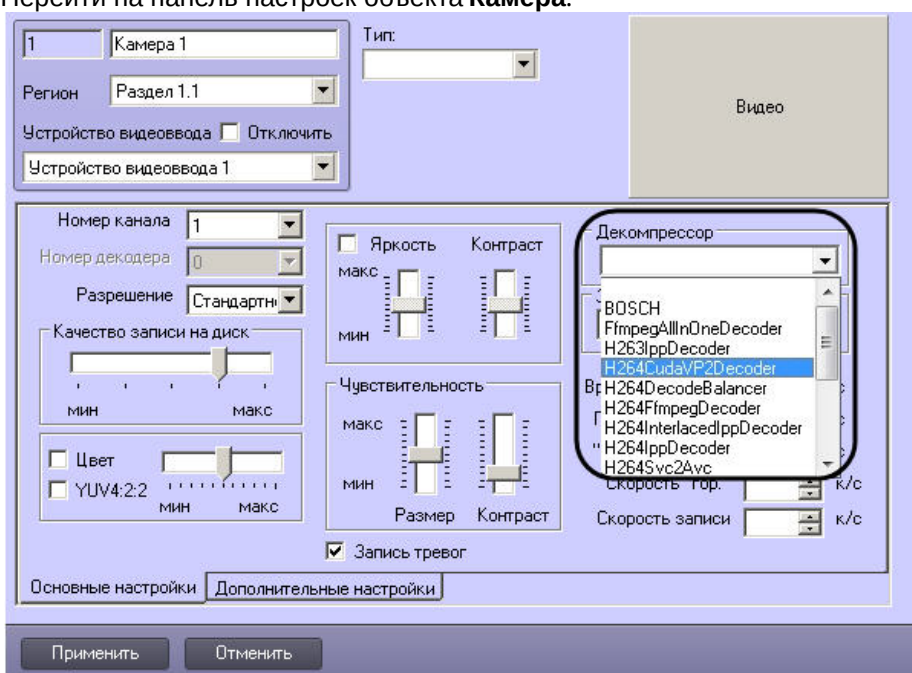 Перейти на панель настроек объекта Камера.
1
Камера 1
Тип:
Регион
Раздел 1.1
Устройство видеоввода
Отключить
Устройство видеоввода 1
Видео
Номер канала
1
Номер декодера
0
Разрешение
Стандартн
Качество записи на диск
мин
макс
Цвет
YUV4:2:2
мин
макс
Яркость
Контраст
макс
мин
Чувствительность
макс
мин
Размер
Контраст
Запись тревог
Декомпрессор
BOSCH
FfmpegAllInOneDecoder
H263IppDecoder
H264CudaVP2Decoder
H264DecodeBalancer
H264FfmpegDecoder
H264InterlacedIppDecoder
H264IppDecoder
H264Svc2Avc
Скорость "гор."
к/с
Скорость записи
к/с
Основные настройки
Дополнительные настройки
Применить
Отменить